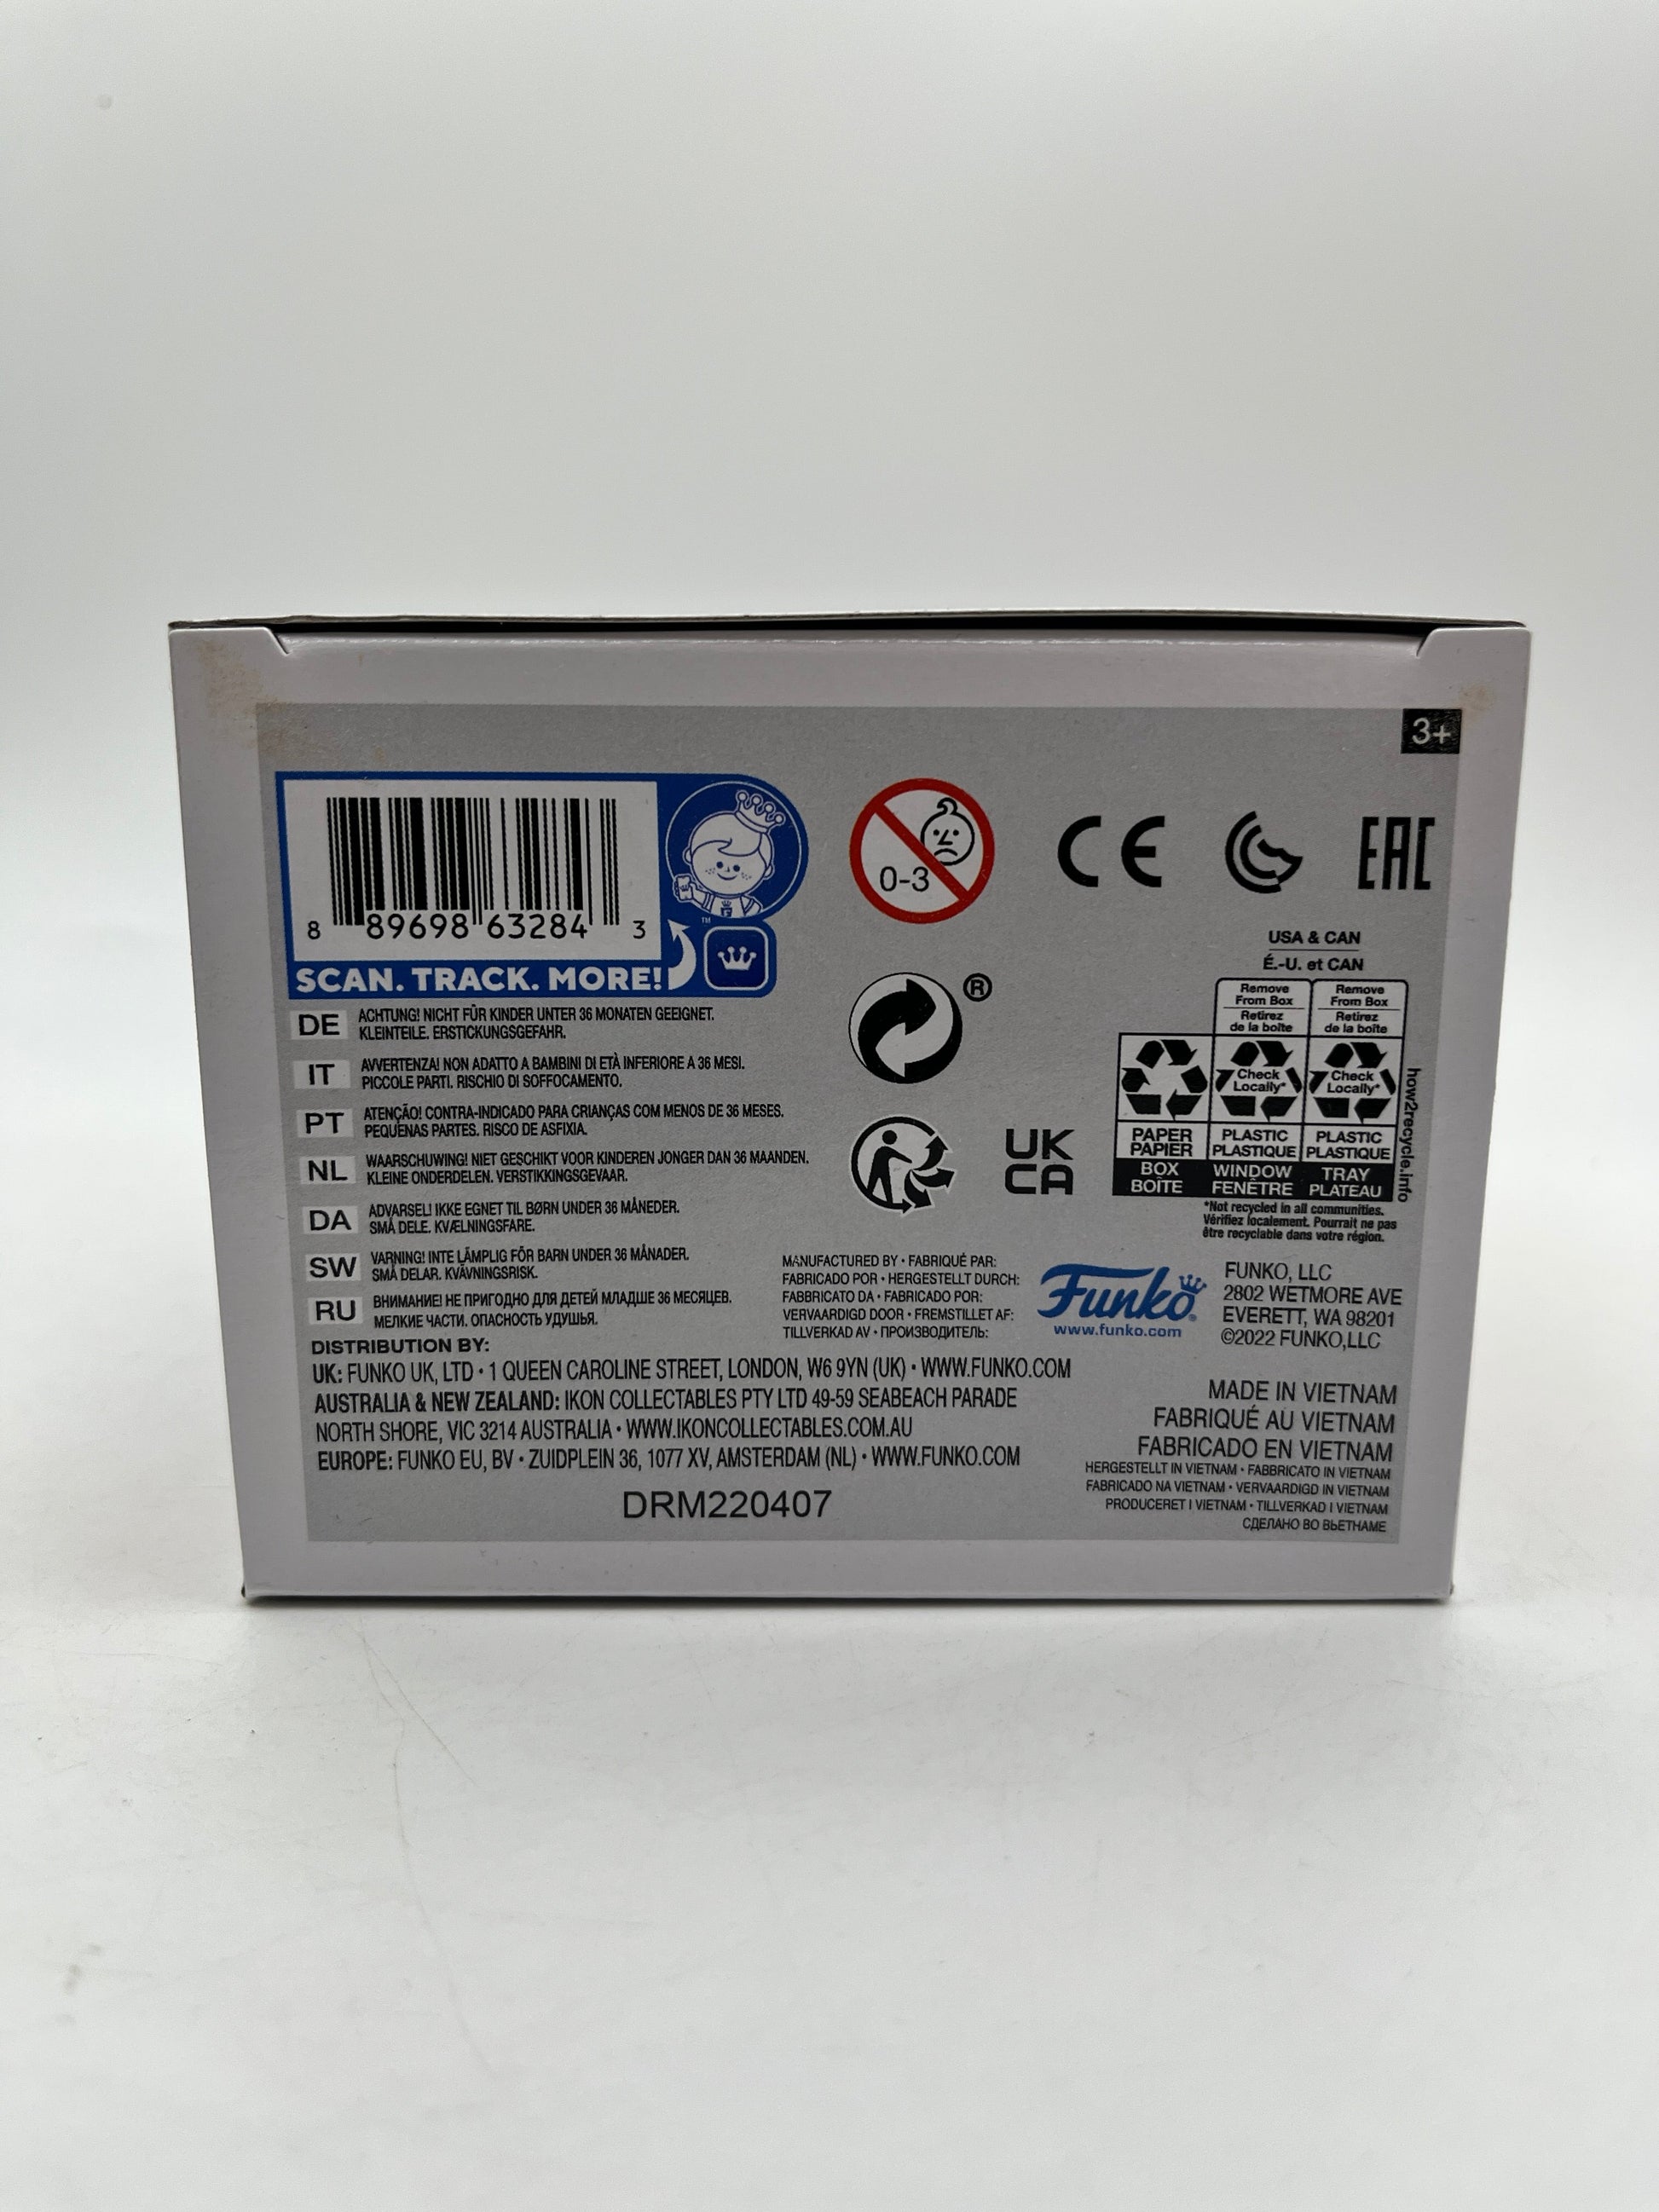 3+
8 89698 63284 3
™
SCAN. TRACK. MORE!
0-3
CE
EAC
®
USA & CAN
É.-U. et CAN
Remove
From Box
Retirez
de la boîte
Remove
From Box
Retirez
de la boîte
Check
Locally*
Check
Locally*
PAPER
PAPIER
BOX
BOÎTE
PLASTIC
PLASTIQUE
WINDOW
FENÊTRE
PLASTIC
PLASTIQUE
TRAY
PLATEAU
how2recycle.info
*Not recycled in all communities.
Vérifiez localement. Pourrait ne pas
être recyclable dans votre région.
UK
CA
DE ACHTUNG! NICHT FÜR KINDER UNTER 36 MONATEN GEEIGNET.
KLEINTEILE. ERSTICKUNGSGEFAHR.
IT AVVERTENZA! NON ADATTO A BAMBINI DI ETÀ INFERIORE A 36 MESI.
PICCOLE PARTI. RISCHIO DI SOFFOCAMENTO.
PT ATENÇÃO! CONTRA-INDICADO PARA CRIANÇAS COM MENOS DE 36 MESES.
PEQUENAS PARTES. RISCO DE ASFIXIA.
NL WAARSCHUWING! NIET GESCHIKT VOOR KINDEREN JONGER DAN 36 MAANDEN.
KLEINE ONDERDELEN. VERSTIKKINGSGEVAAR.
DA ADVARSEL! IKKE EGNET TIL BØRN UNDER 36 MÅNEDER.
SMÅ DELE. KVÆLNINGSFARE.
SW VARNING! INTE LÄMPLIG FÖR BARN UNDER 36 MÅNADER.
SMÅ DELAR. KVÄVNINGSRISK.
RU ВНИМАНИЕ! НЕ ПРИГОДНО ДЛЯ ДЕТЕЙ МЛАДШЕ 36 МЕСЯЦЕВ.
МЕЛКИЕ ЧАСТИ. ОПАСНОСТЬ УДУШЬЯ.
MANUFACTURED BY • FABRIQUÉ PAR:
FABRICADO POR • HERGESTELLT DURCH:
FABBRICATO DA • FABRICADO POR:
VERVAARDIGD DOOR • FREMSTILLET AF:
TILLVERKAD AV • ПРОИЗВОДИТЕЛЬ:
Funko®
www.funko.com
FUNKO, LLC
2802 WETMORE AVE
EVERETT, WA 98201
©2022 FUNKO,LLC
DISTRIBUTION BY:
UK: FUNKO UK, LTD • 1 QUEEN CAROLINE STREET, LONDON, W6 9YN (UK) • WWW.FUNKO.COM
AUSTRALIA & NEW ZEALAND: IKON COLLECTABLES PTY LTD 49-59 SEABEACH PARADE
NORTH SHORE, VIC 3214 AUSTRALIA • WWW.IKONCOLLECTABLES.COM.AU
EUROPE: FUNKO EU, BV • ZUIDPLEIN 36, 1077 XV, AMSTERDAM (NL) • WWW.FUNKO.COM
DRM220407
MADE IN VIETNAM
FABRIQUÉ AU VIETNAM
FABRICADO EN VIETNAM
HERGESTELLT IN VIETNAM • FABBRICATO IN VIETNAM
FABRICADO NA VIETNAM • VERVAARDIGD IN VIETNAM
PRODUCERET I VIETNAM • TILLVERKAD I VIETNAM
СДЕЛАНО ВО ВЬЕТНАМЕ